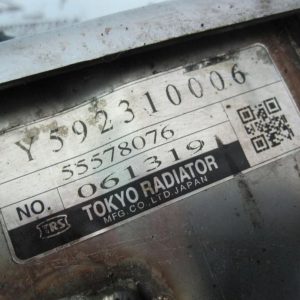 Y592310006
55578076
NO. 061319
TRS TOKYO RADIATOR
MFG.CO.,LTD.JAPAN